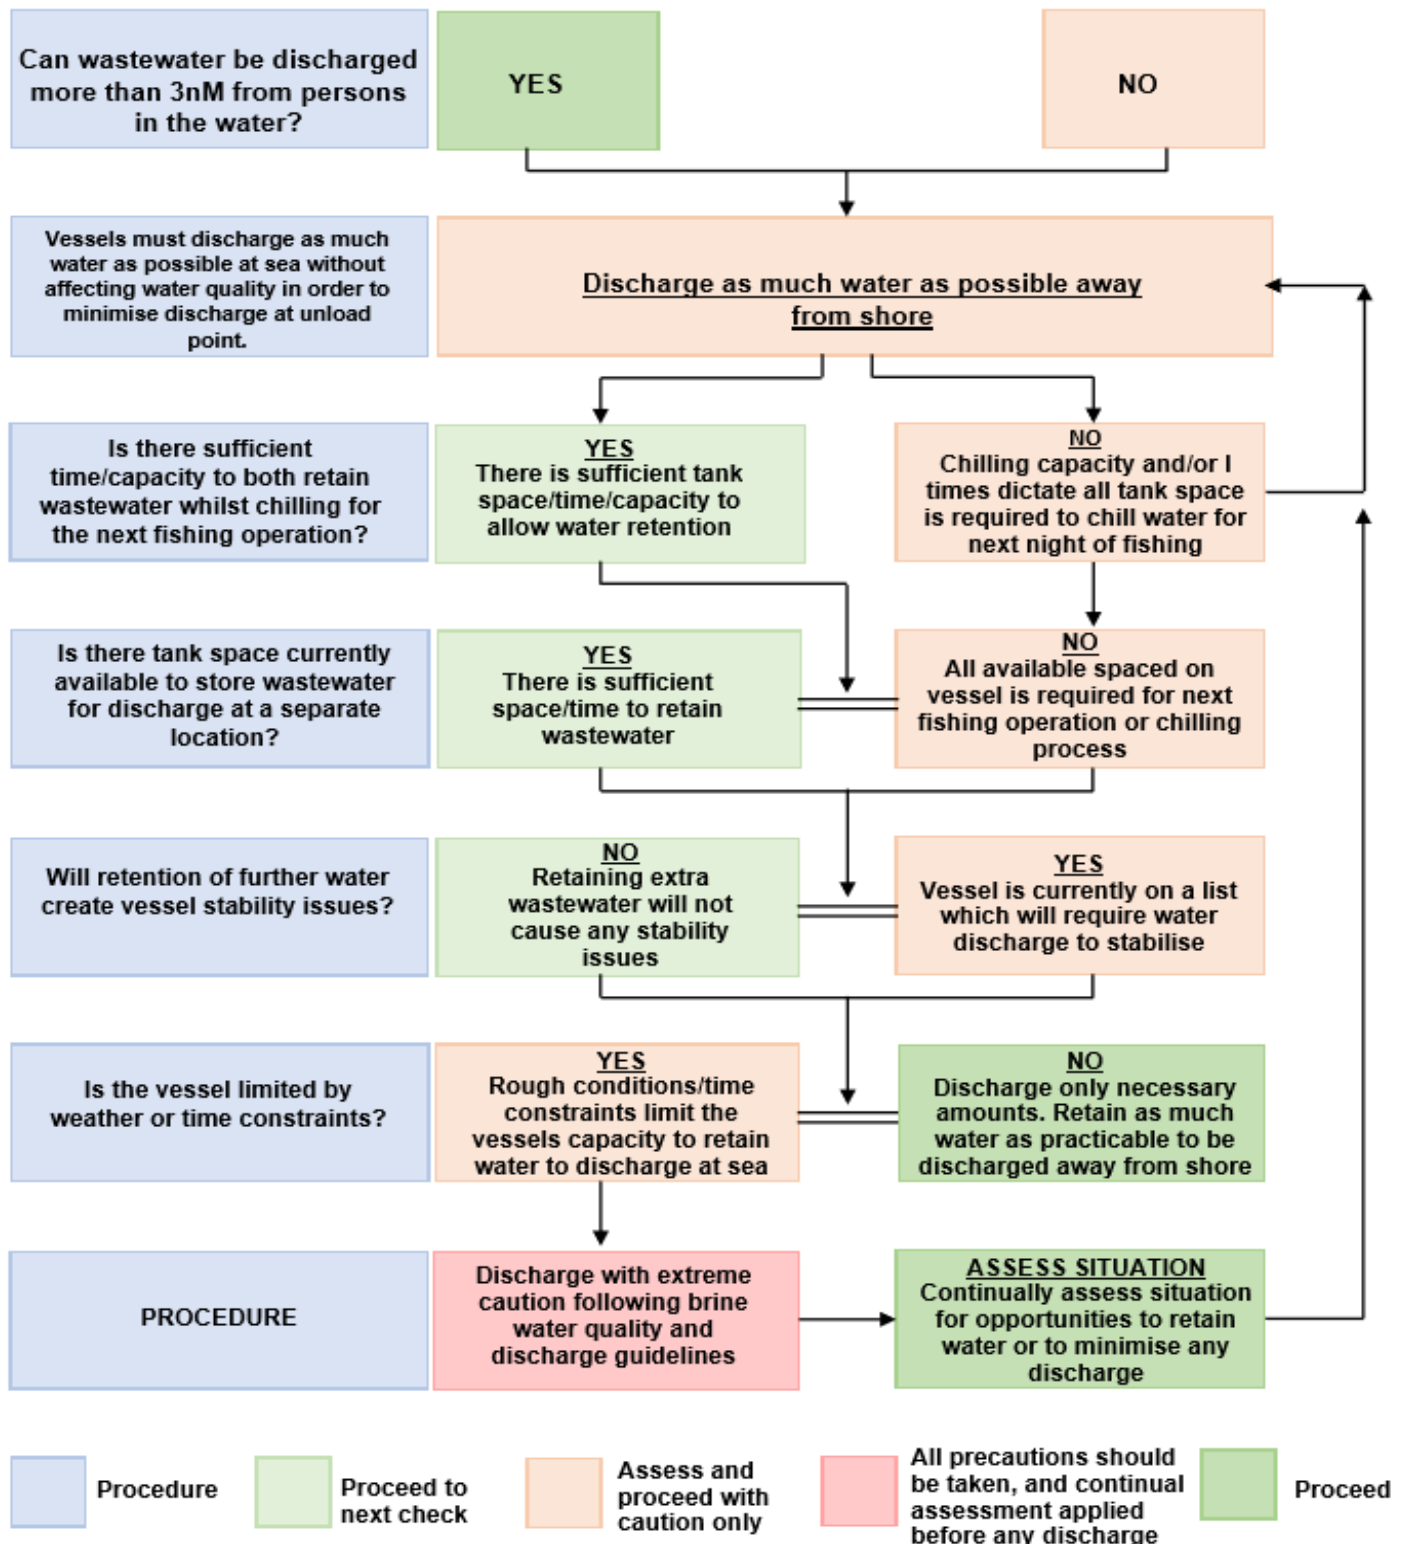 Can wastewater be discharged
more than 3nM from persons
in the water?
YES
NO
Vessels must discharge as much
water as possible at sea without
affecting water quality in order to
minimise discharge at unload
point.
Discharge as much water as possible away
from shore
Is there sufficient
time/capacity to both retain
wastewater whilst chilling for
the next fishing operation?
YES
There is sufficient tank
space/time/capacity to
allow water retention
NO
Chilling capacity and/or I
times dictate all tank space
is required to chill water for
next night of fishing
Is there tank space currently
available to store wastewater
for discharge at a separate
location?
YES
There is sufficient
space/time to retain
wastewater
NO
All available spaced on
vessel is required for next
fishing operation or chilling
process
Will retention of further water
create vessel stability issues?
NO
Retaining extra
wastewater will not
cause any stability
issues
YES
Vessel is currently on a list
which will require water
discharge to stabilise
Is the vessel limited by
weather or time constraints?
YES
Rough conditions/time
constraints limit the
vessels capacity to retain
water to discharge at sea
NO
Discharge only necessary
amounts. Retain as much
water as practicable to be
discharged away from shore
PROCEDURE
Discharge with extreme
caution following brine
water quality and
discharge guidelines
ASSESS SITUATION
Continually assess situation
for opportunities to retain
water or to minimise any
discharge
Procedure
Proceed to
next check
Assess and
proceed with
caution only
All precautions should
be taken, and continual
assessment applied
before any discharge
Proceed